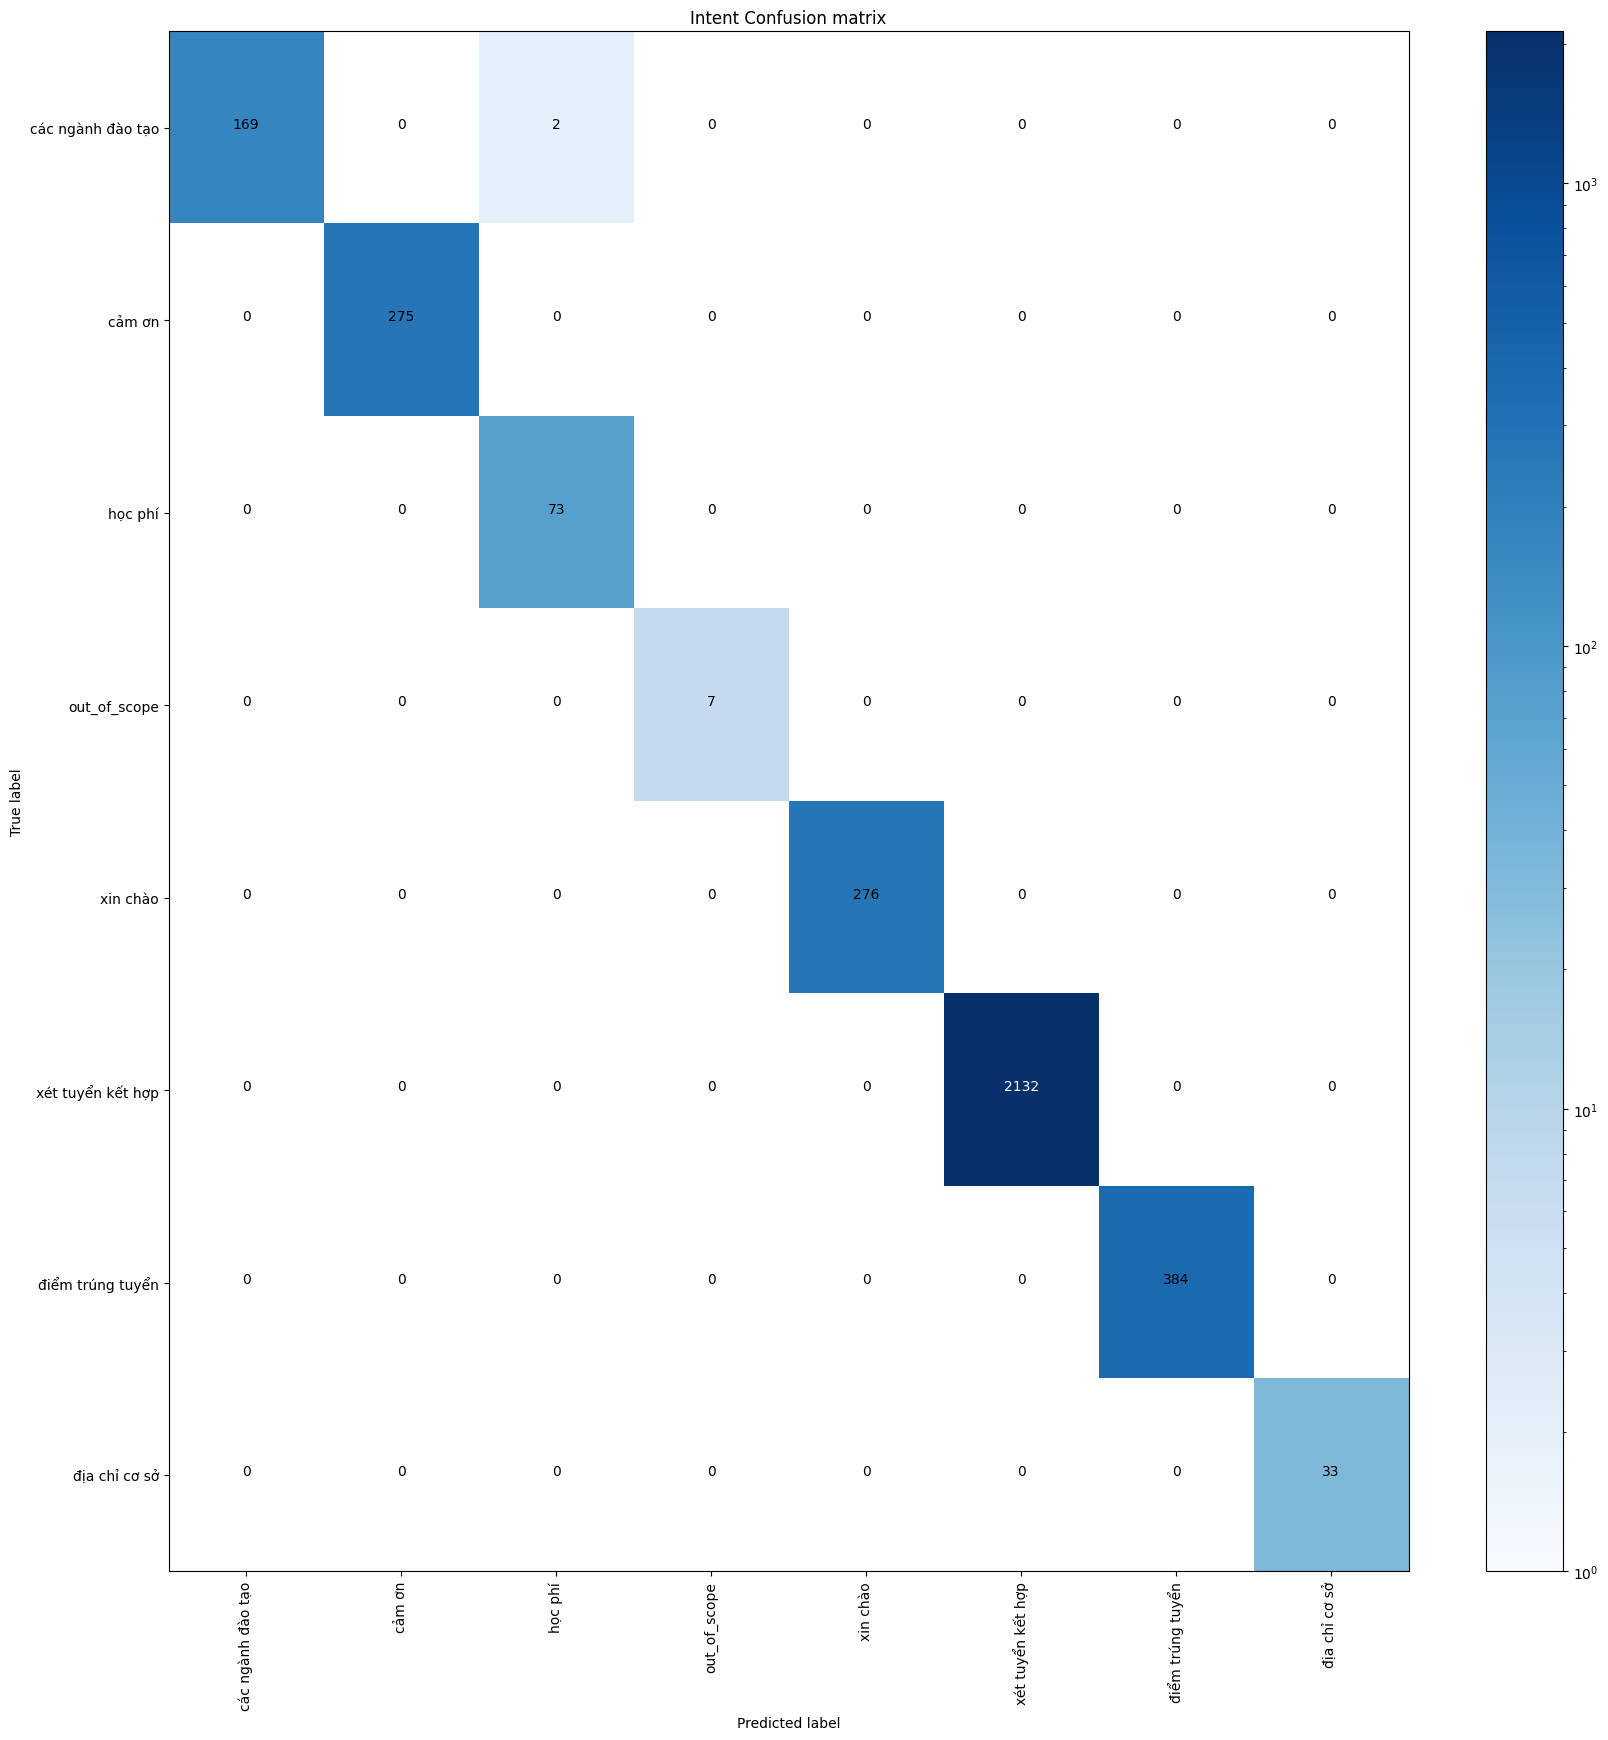 Intent Confusion matrix
các ngành đào tạo 169 0 2 0 0 0 0 0
cảm ơn 0 275 0 0 0 0 0 0
học phí 0 0 73 0 0 0 0 0
out_of_scope 0 0 0 7 0 0 0 0
xin chào 0 0 0 0 276 0 0 0
xét tuyển kết hợp 0 0 0 0 0 2132 0 0
điểm trúng tuyển 0 0 0 0 0 0 384 0
địa chỉ cơ sở 0 0 0 0 0 0 0 33
True label
các ngành đào tạo
cảm ơn
học phí
out_of_scope
xin chào
xét tuyển kết hợp
điểm trúng tuyển
địa chỉ cơ sở
Predicted label
10³
10²
10¹
10⁰